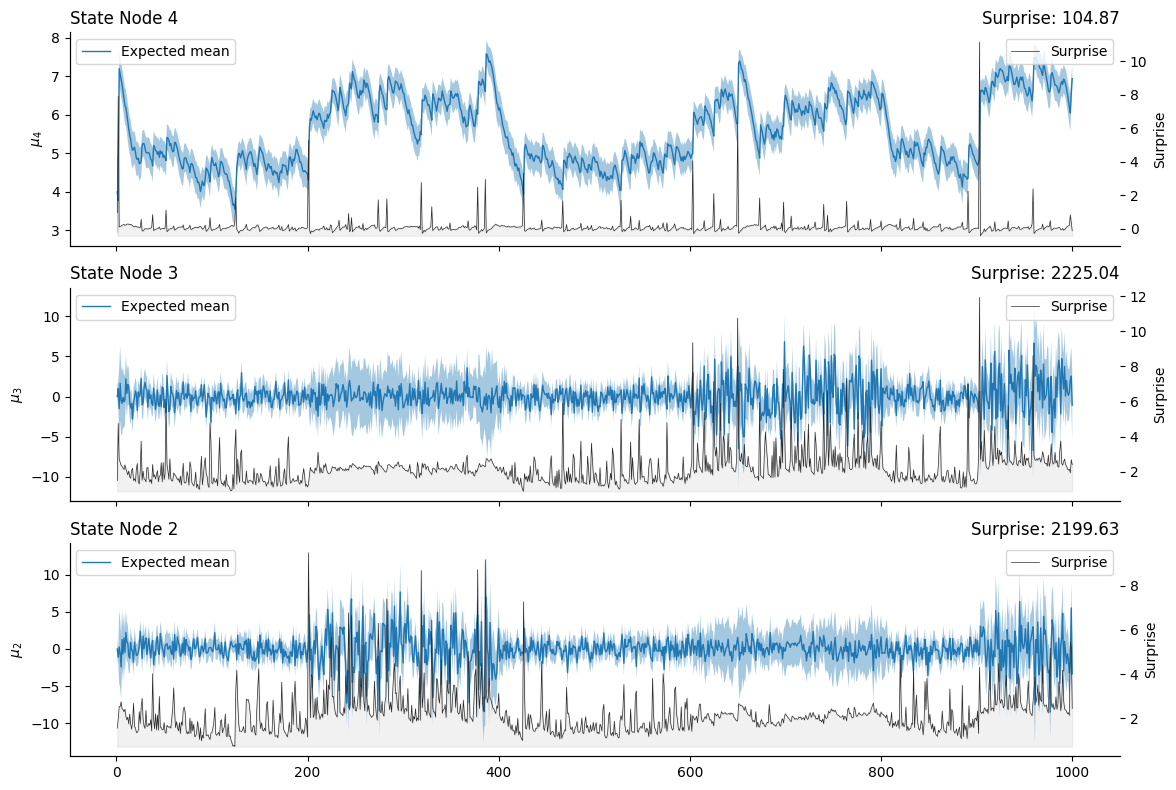 State Node 4
Surprise: 104.87
Expected mean
Surprise
8
7
6
5
4
3
μ4
10
8
6
4
2
0
Surprise
State Node 3
Surprise: 2225.04
Expected mean
Surprise
10
5
0
−5
−10
μ3
12
10
8
6
4
2
Surprise
State Node 2
Surprise: 2199.63
Expected mean
Surprise
10
5
0
−5
−10
μ2
8
6
4
2
Surprise
0
200
400
600
800
1000